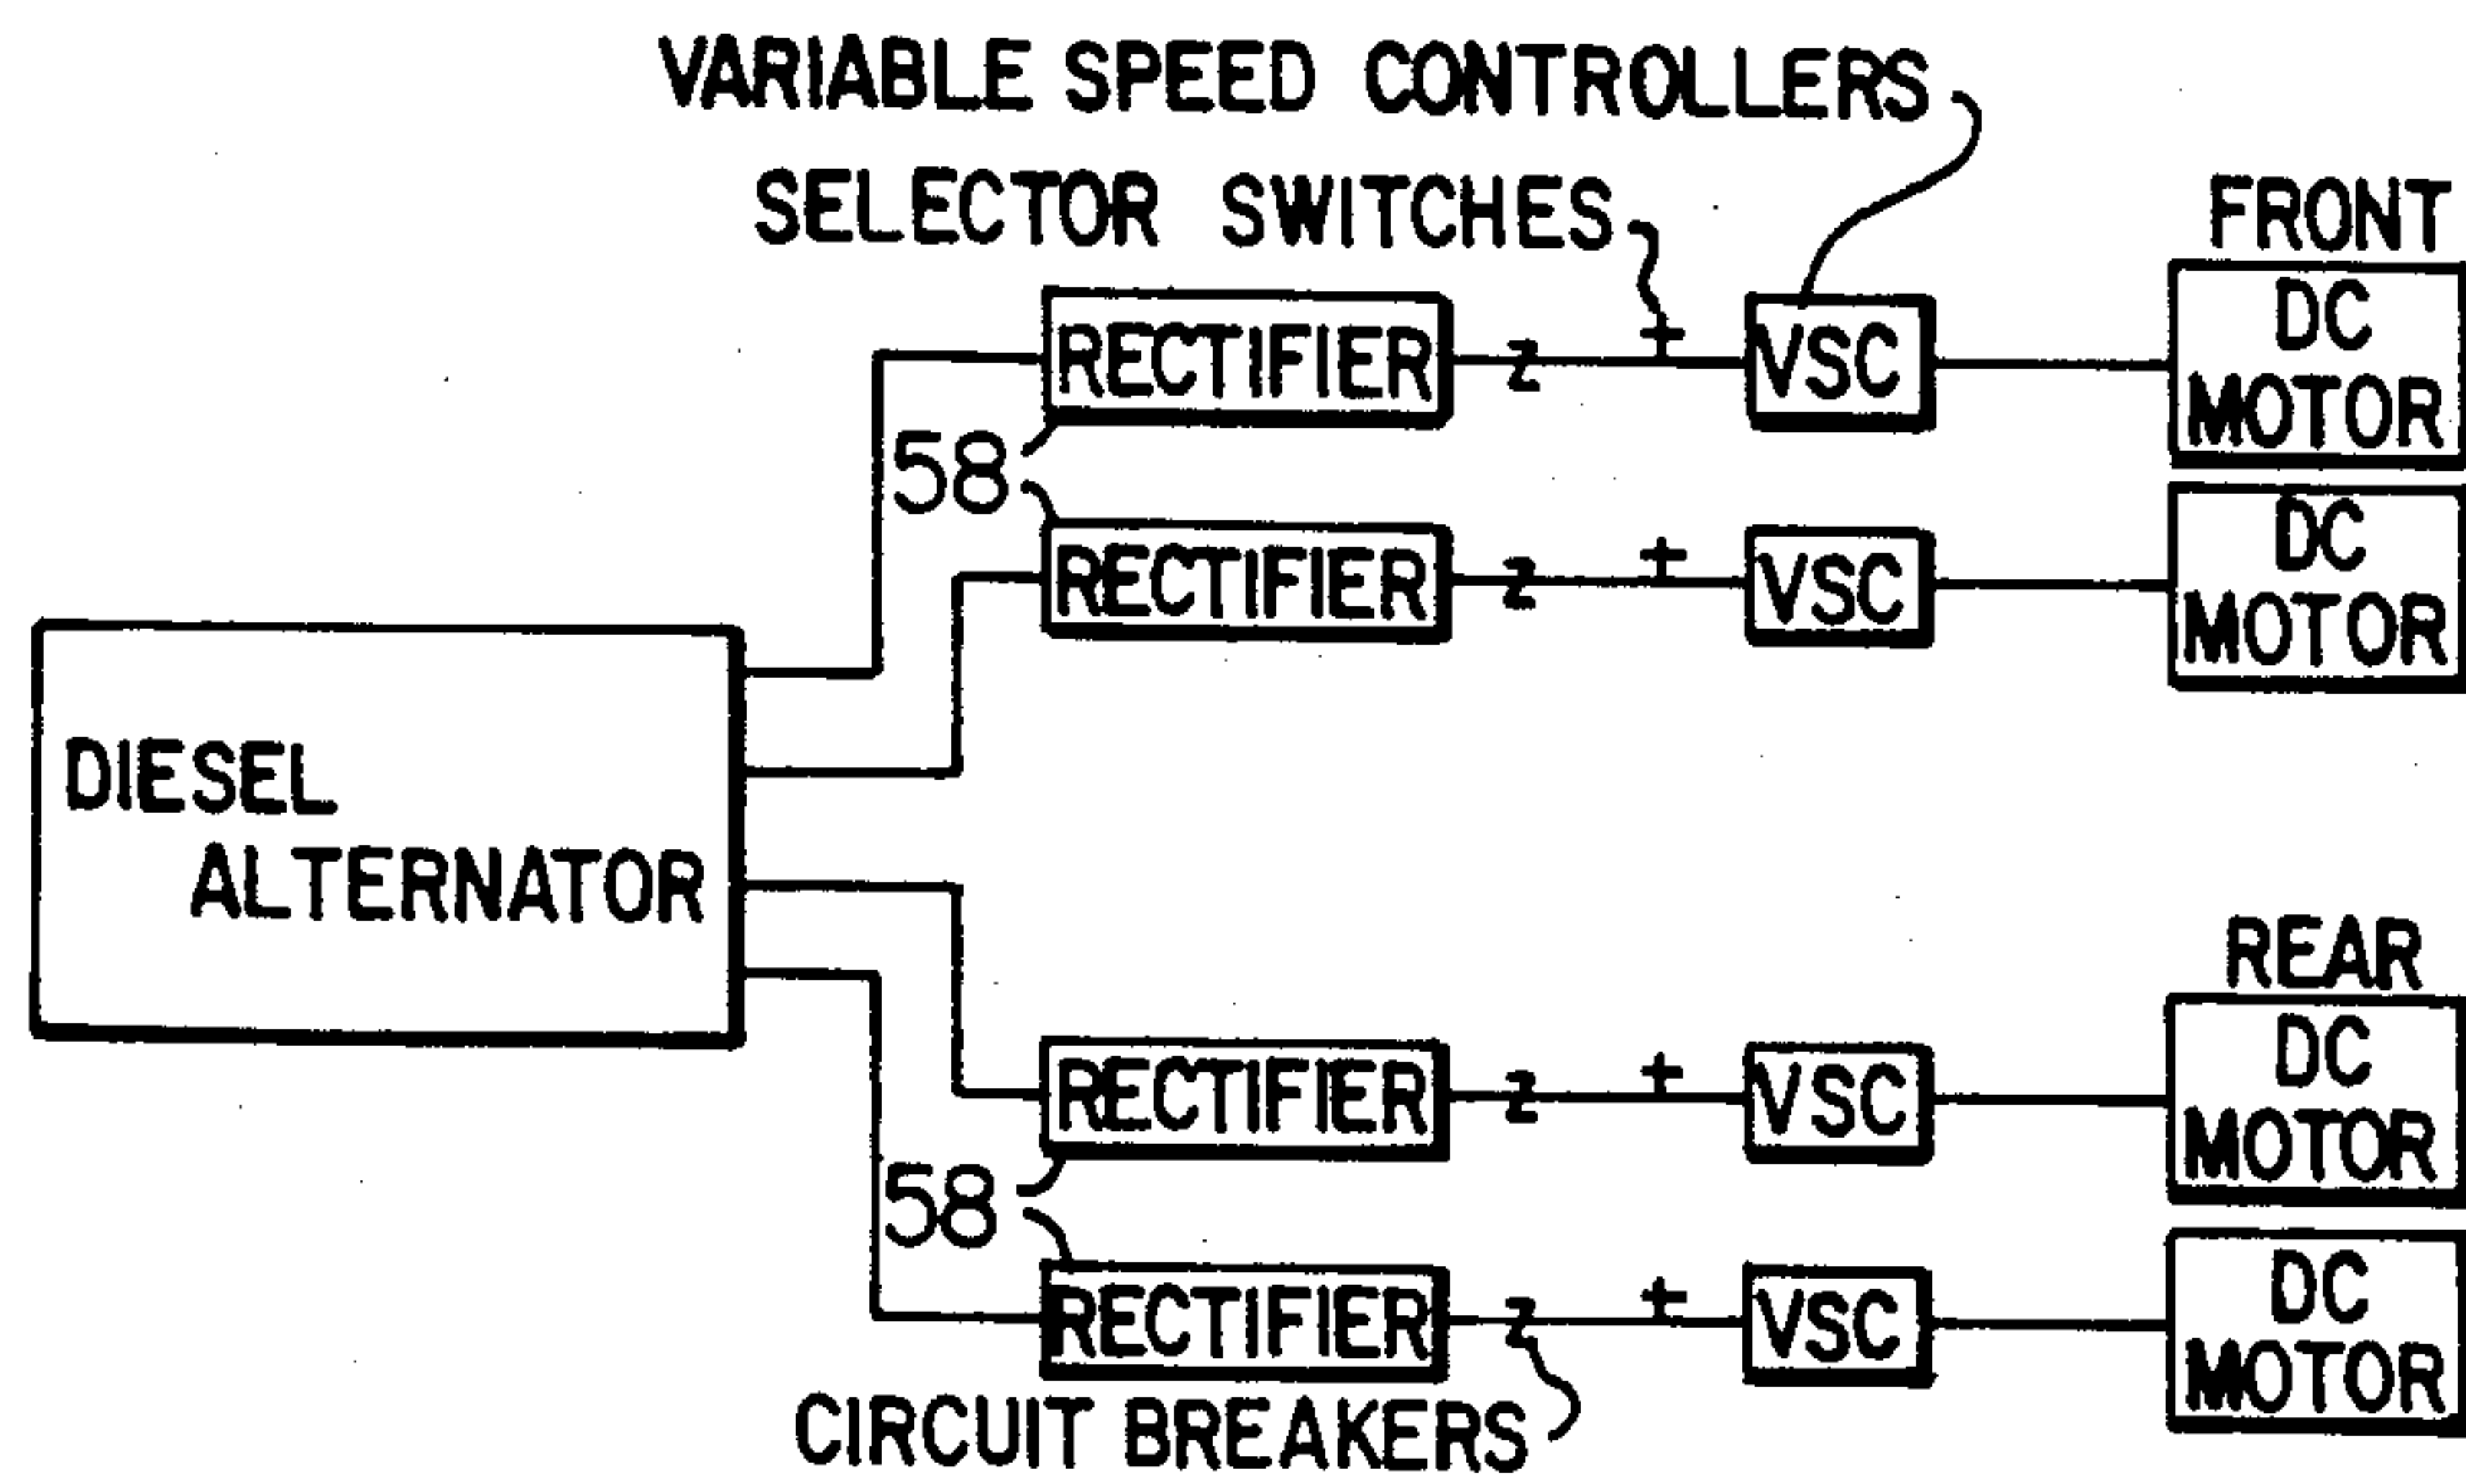 VARIABLE SPEED CONTROLLERS
SELECTOR SWITCHES
FRONT
RECTIFIER
VSC
DC
MOTOR
58
RECTIFIER
VSC
DC
MOTOR
DIESEL
ALTERNATOR
REAR
RECTIFIER
VSC
DC
MOTOR
58
RECTIFIER
VSC
DC
MOTOR
CIRCUIT BREAKERS